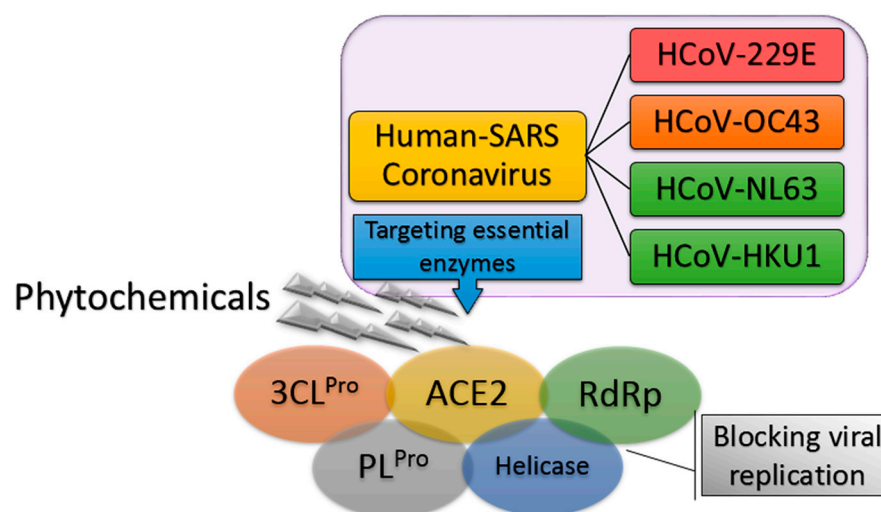 HCoV-229E
HCoV-OC43
HCoV-NL63
HCoV-HKU1
Human-SARS
Coronavirus
Targeting essential
enzymes
Phytochemicals
3CLPro
ACE2
RdRp
PLPro
Helicase
Blocking viral
replication